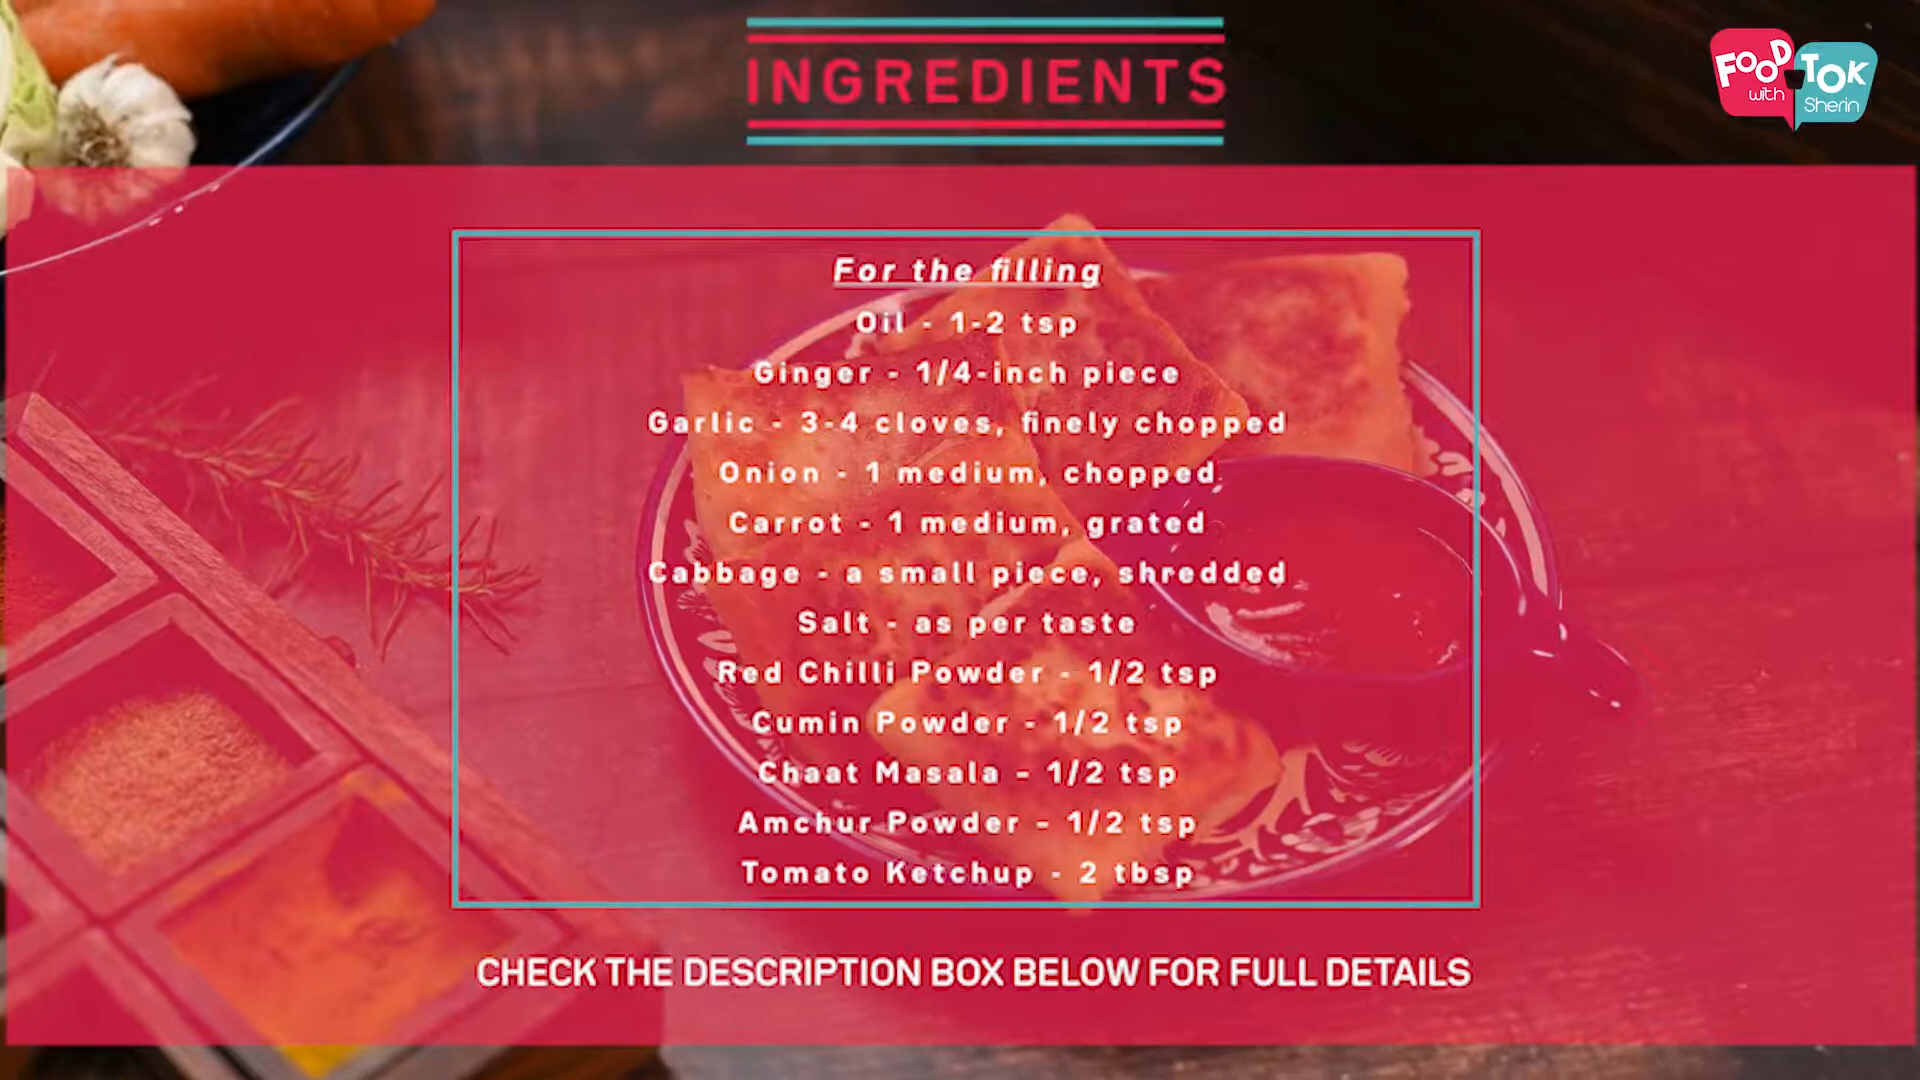 INGREDIENTS
FOOD TOK
with Sherin
For the filling
Oil - 1-2 tsp
Ginger - 1/4-inch piece
Garlic - 3-4 cloves, finely chopped
Onion - 1 medium, chopped
Carrot - 1 medium, grated
Cabbage - a small piece, shredded
Salt - as per taste
Red Chilli Powder - 1/2 tsp
Cumin Powder - 1/2 tsp
Chaat Masala - 1/2 tsp
Amchur Powder - 1/2 tsp
Tomato Ketchup - 2 tbsp
CHECK THE DESCRIPTION BOX BELOW FOR FULL DETAILS